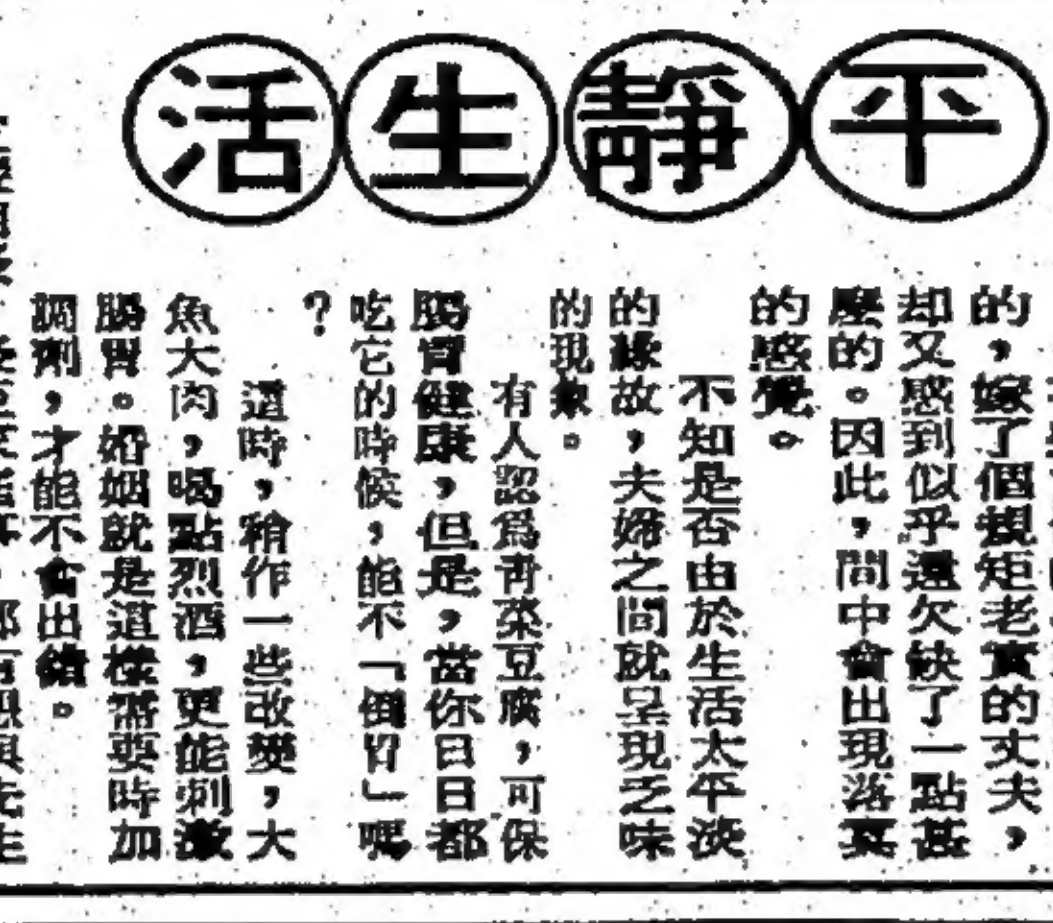 平靜生活
的，嫁了個規矩老實的丈夫，
却又感到似乎還欠缺了一點甚
麼的。因此，間中會出現落寞
的感覺。
不知是否由於生活太平淡
的緣故，夫婦之間就呈現乏味
的現象。
有人認爲靑菜豆腐，可保
腸胃健康，但是，當你日日都
吃它的時候，能不「倒胃」嗎
？
這時，稍作一些改變，大
魚大肉，喝點烈酒，更能刺激
腸胃。婚姻就是這樣需要時加
調劑，才能不會出錯。